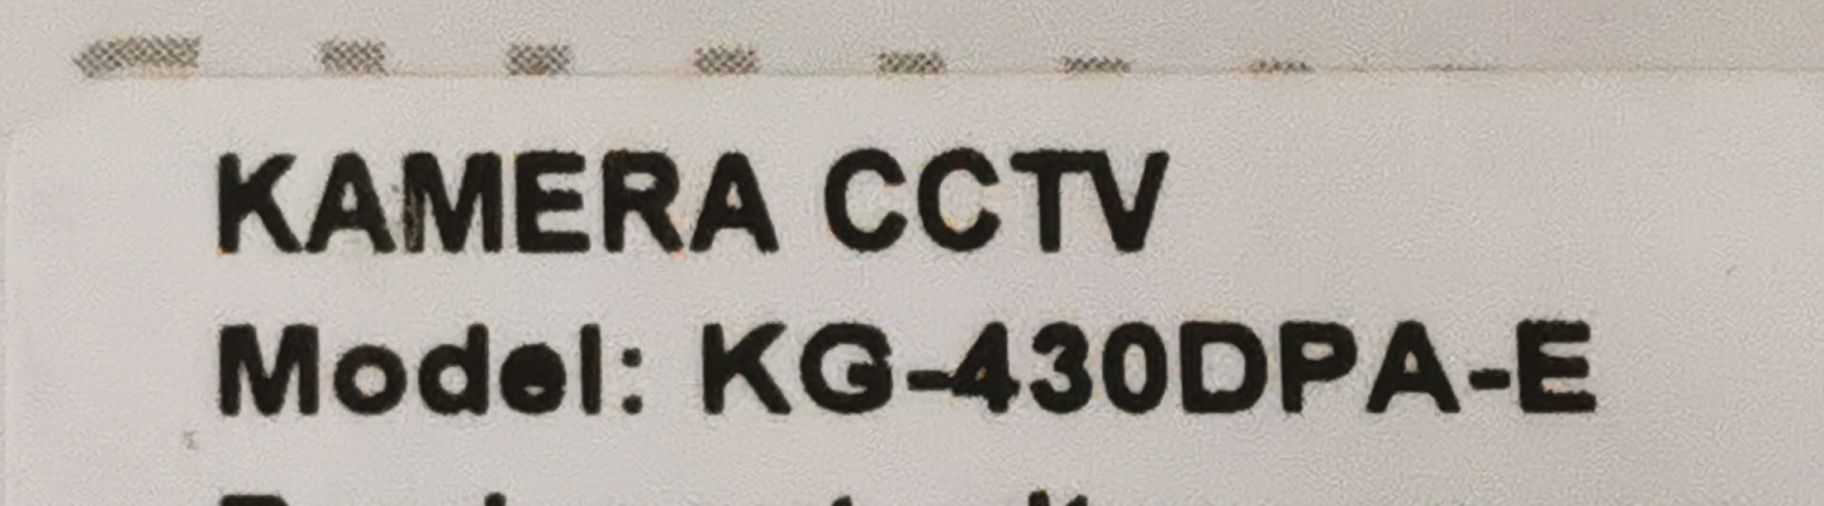 KAMERA CCTV
Model: KG-430DPA-E